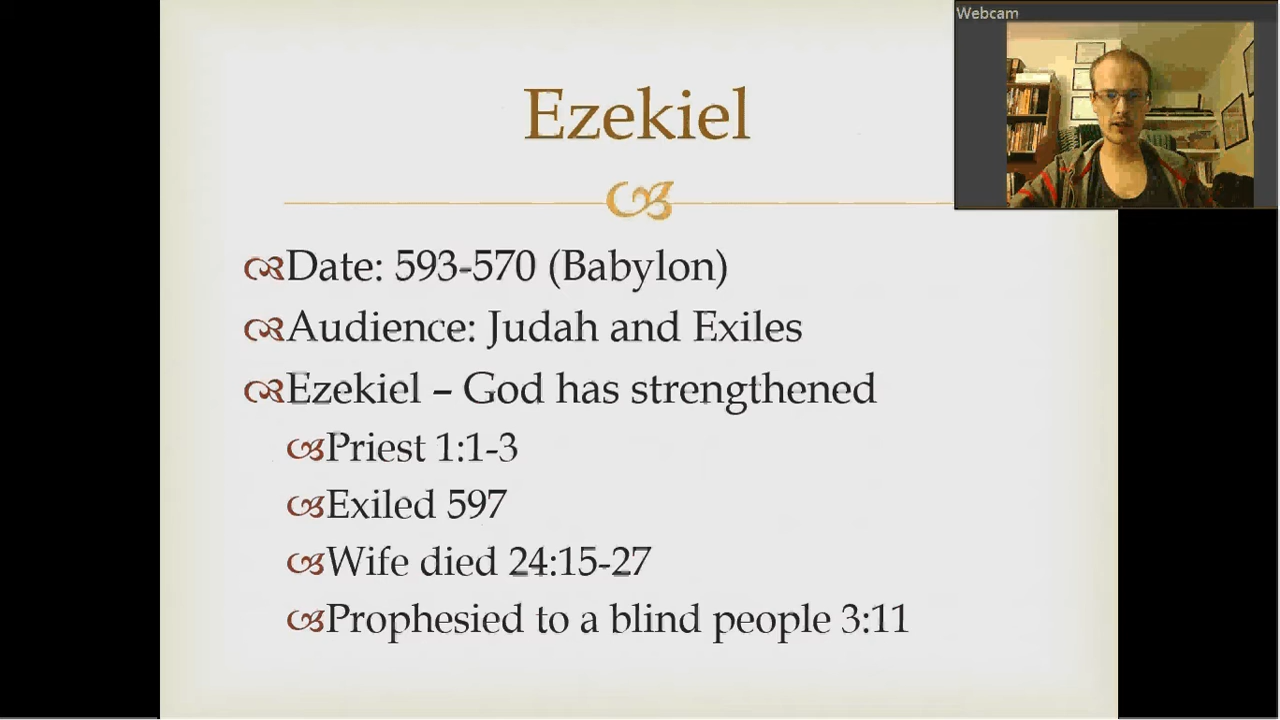 Webcam
Ezekiel
Date: 593-570 (Babylon)
Audience: Judah and Exiles
Ezekiel – God has strengthened
Priest 1:1-3
Exiled 597
Wife died 24:15-27
Prophesied to a blind people 3:11